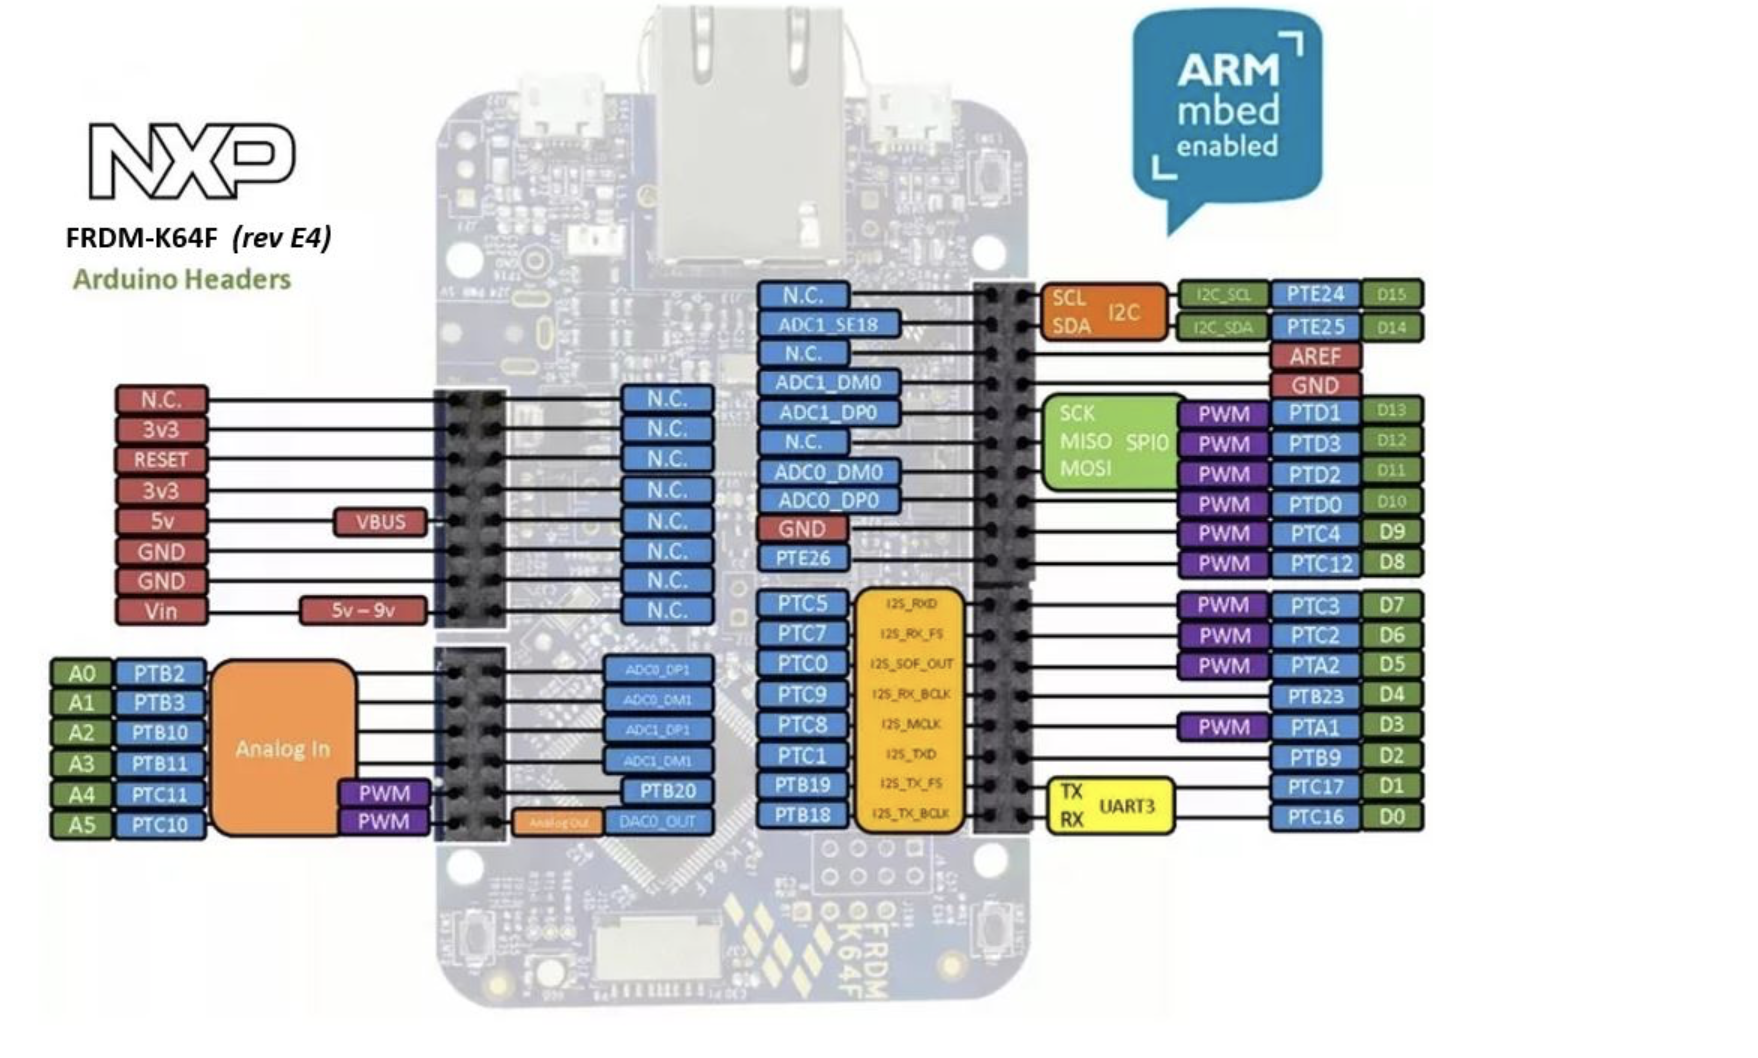 NXP
FRDM-K64F (rev E4)
Arduino Headers
ARM
mbed
enabled
N.C. SCL I2C I2C_SCL PTE24 D15
ADC1_SE18 SDA I2C_SDA PTE25 D14
N.C. AREF
ADC1_DM0 GND
ADC1_DP0 SCK PWM PTD1 D13
N.C. MISO SPI0 PWM PTD3 D12
ADC0_DM0 MOSI PWM PTD2 D11
ADC0_DP0 PWM PTD0 D10
GND PWM PTC4 D9
PTE26 PWM PTC12 D8
PTC5 I2S_RXD PWM PTC3 D7
PTC7 I2S_RX_FS PWM PTC2 D6
PTC0 I2S_SOF_OUT PWM PTA2 D5
PTC9 I2S_RX_BCLK PTB23 D4
PTC8 I2S_MCLK PWM PTA1 D3
PTC1 I2S_TXD PTB9 D2
PTB19 I2S_TX_FS TX UART3 PTC17 D1
PTB18 I2S_TX_BCLK RX PTC16 D0
N.C. N.C.
3v3 N.C.
RESET N.C.
3v3 N.C.
5v VBUS N.C.
GND N.C.
GND N.C.
Vin 5v – 9v N.C.
A0 PTB2 ADC0_DP1
A1 PTB3 ADC0_DM1
A2 PTB10 Analog In ADC1_DP1
A3 PTB11 ADC1_DM1
A4 PTC11 PWM PTB20
A5 PTC10 PWM Analog Out DAC0_OUT
FRDM
K64F